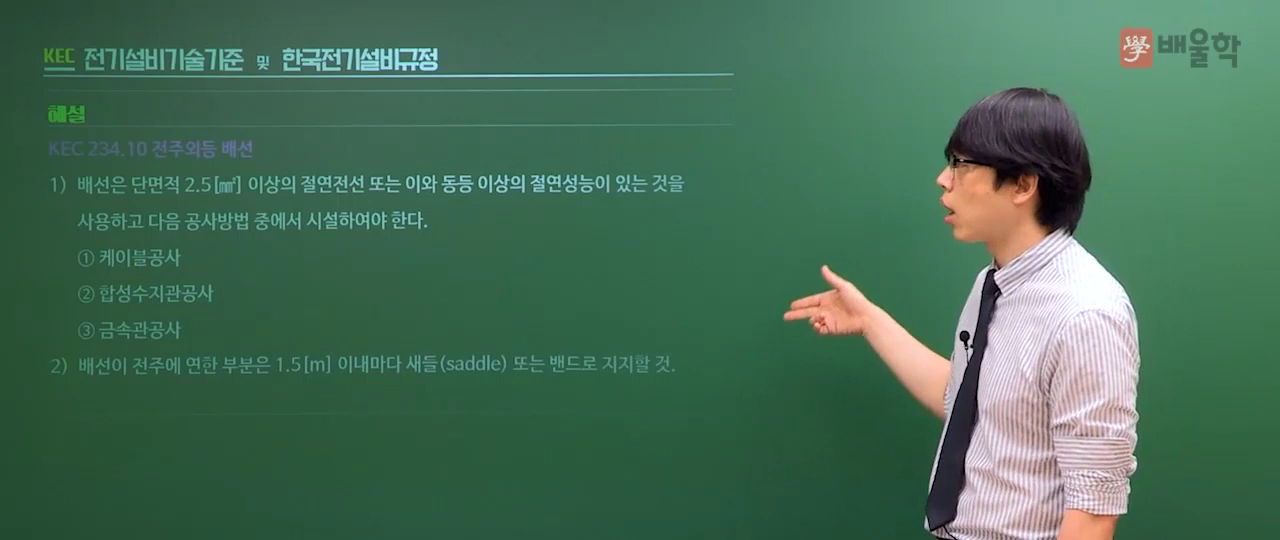 KEC 전기설비기술기준 및 한국전기설비규정
學 배울학
해설
KEC 234.10 전주외등 배선
1) 배선은 단면적 2.5[㎟] 이상의 절연전선 또는 이와 동등 이상의 절연성능이 있는 것을
사용하고 다음 공사방법 중에서 시설하여야 한다.
① 케이블공사
② 합성수지관공사
③ 금속관공사
2) 배선이 전주에 연한 부분은 1.5[m] 이내마다 새들(saddle) 또는 밴드로 지지할 것.